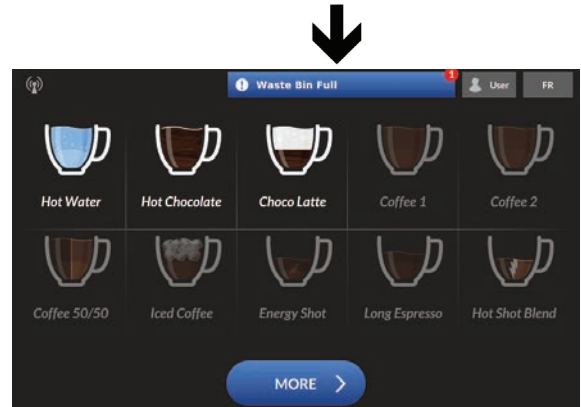 Waste Bin Full
1
User
FR
Hot Water
Hot Chocolate
Choco Latte
Coffee 1
Coffee 2
Coffee 50/50
Iced Coffee
Energy Shot
Long Espresso
Hot Shot Blend
MORE